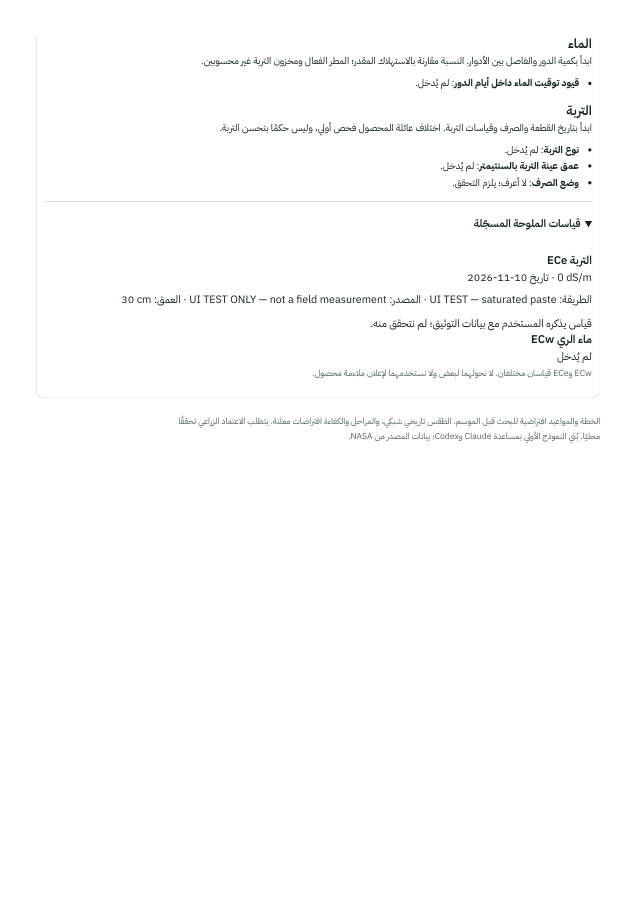 الماء
ابدأ بكمية الدور والفاصل بين الأدوار. النسبة مقارنة بالاستهلاك المقدر؛ المطر الفعال ومخزون التربة غير محسوبين.
• قيود توقيت الماء داخل أيام الدور: لم يُدخل.
التربة
ابدأ بتاريخ القطعة والصرف وقياسات التربة. اختلاف عائلة المحصول فحص أولي، وليس حكمًا بتحسن التربة.
• نوع التربة: لم يُدخل.
• عمق عينة التربة بالسنتيمتر: لم يُدخل.
• وضع الصرف: لا أعرف؛ يلزم التحقق.
▼ قياسات الملوحة المسجّلة
التربة ECe
0 dS/m · تاريخ 2026-11-10
الطريقة: UI TEST — saturated paste · المصدر: UI TEST ONLY — not a field measurement · العمق: 30 cm
قياس يذكره المستخدم مع بيانات التوثيق؛ لم نتحقق منه.
ماء الري ECw
لم يُدخل
ECw وECe قياسان مختلفان. لا نحولهما لبعض ولا نستخدمهما لإعلان ملاءمة محصول.
الخطة والمواعيد افتراضية للبحث قبل الموسم. الطقس تاريخي شبكي، والمراحل والكفاءة افتراضات معلنة. يتطلب الاعتماد الزراعي تحققًا
محليًا. بُني النموذج الأولي بمساعدة Claude وCodex؛ بيانات المصدر من NASA.